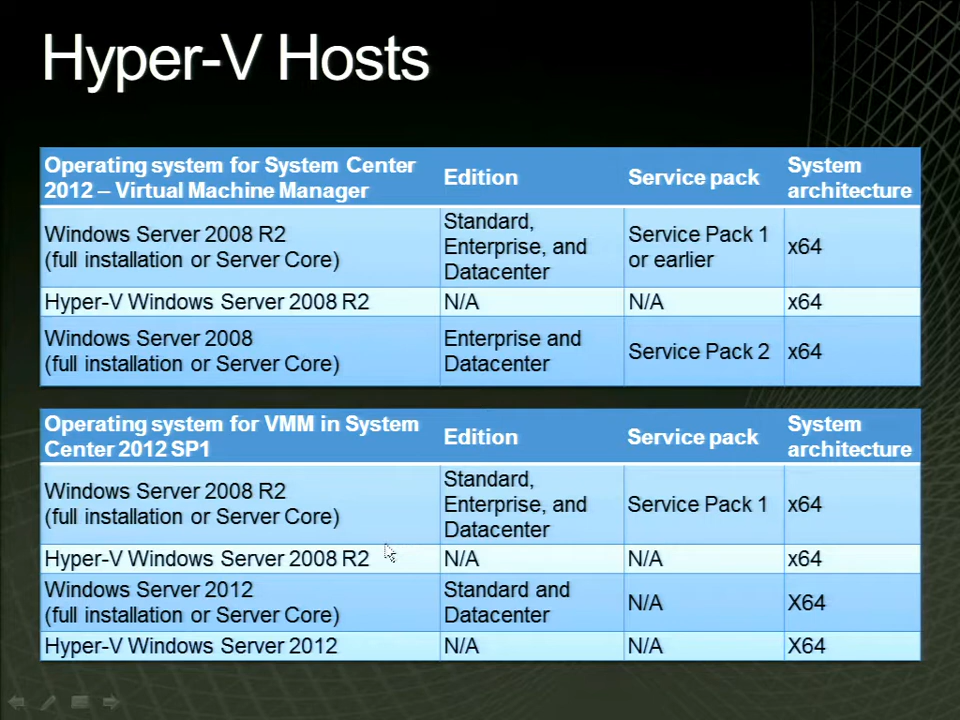 Hyper-V Hosts
Operating system for System Center
2012 – Virtual Machine Manager
Edition
Service pack
System
architecture
Windows Server 2008 R2
(full installation or Server Core)
Standard,
Enterprise, and
Datacenter
Service Pack 1
or earlier
x64
Hyper-V Windows Server 2008 R2
N/A
N/A
x64
Windows Server 2008
(full installation or Server Core)
Enterprise and
Datacenter
Service Pack 2
x64
Operating system for VMM in System
Center 2012 SP1
Edition
Service pack
System
architecture
Windows Server 2008 R2
(full installation or Server Core)
Standard,
Enterprise, and
Datacenter
Service Pack 1
x64
Hyper-V Windows Server 2008 R2
N/A
N/A
x64
Windows Server 2012
(full installation or Server Core)
Standard and
Datacenter
N/A
X64
Hyper-V Windows Server 2012
N/A
N/A
X64